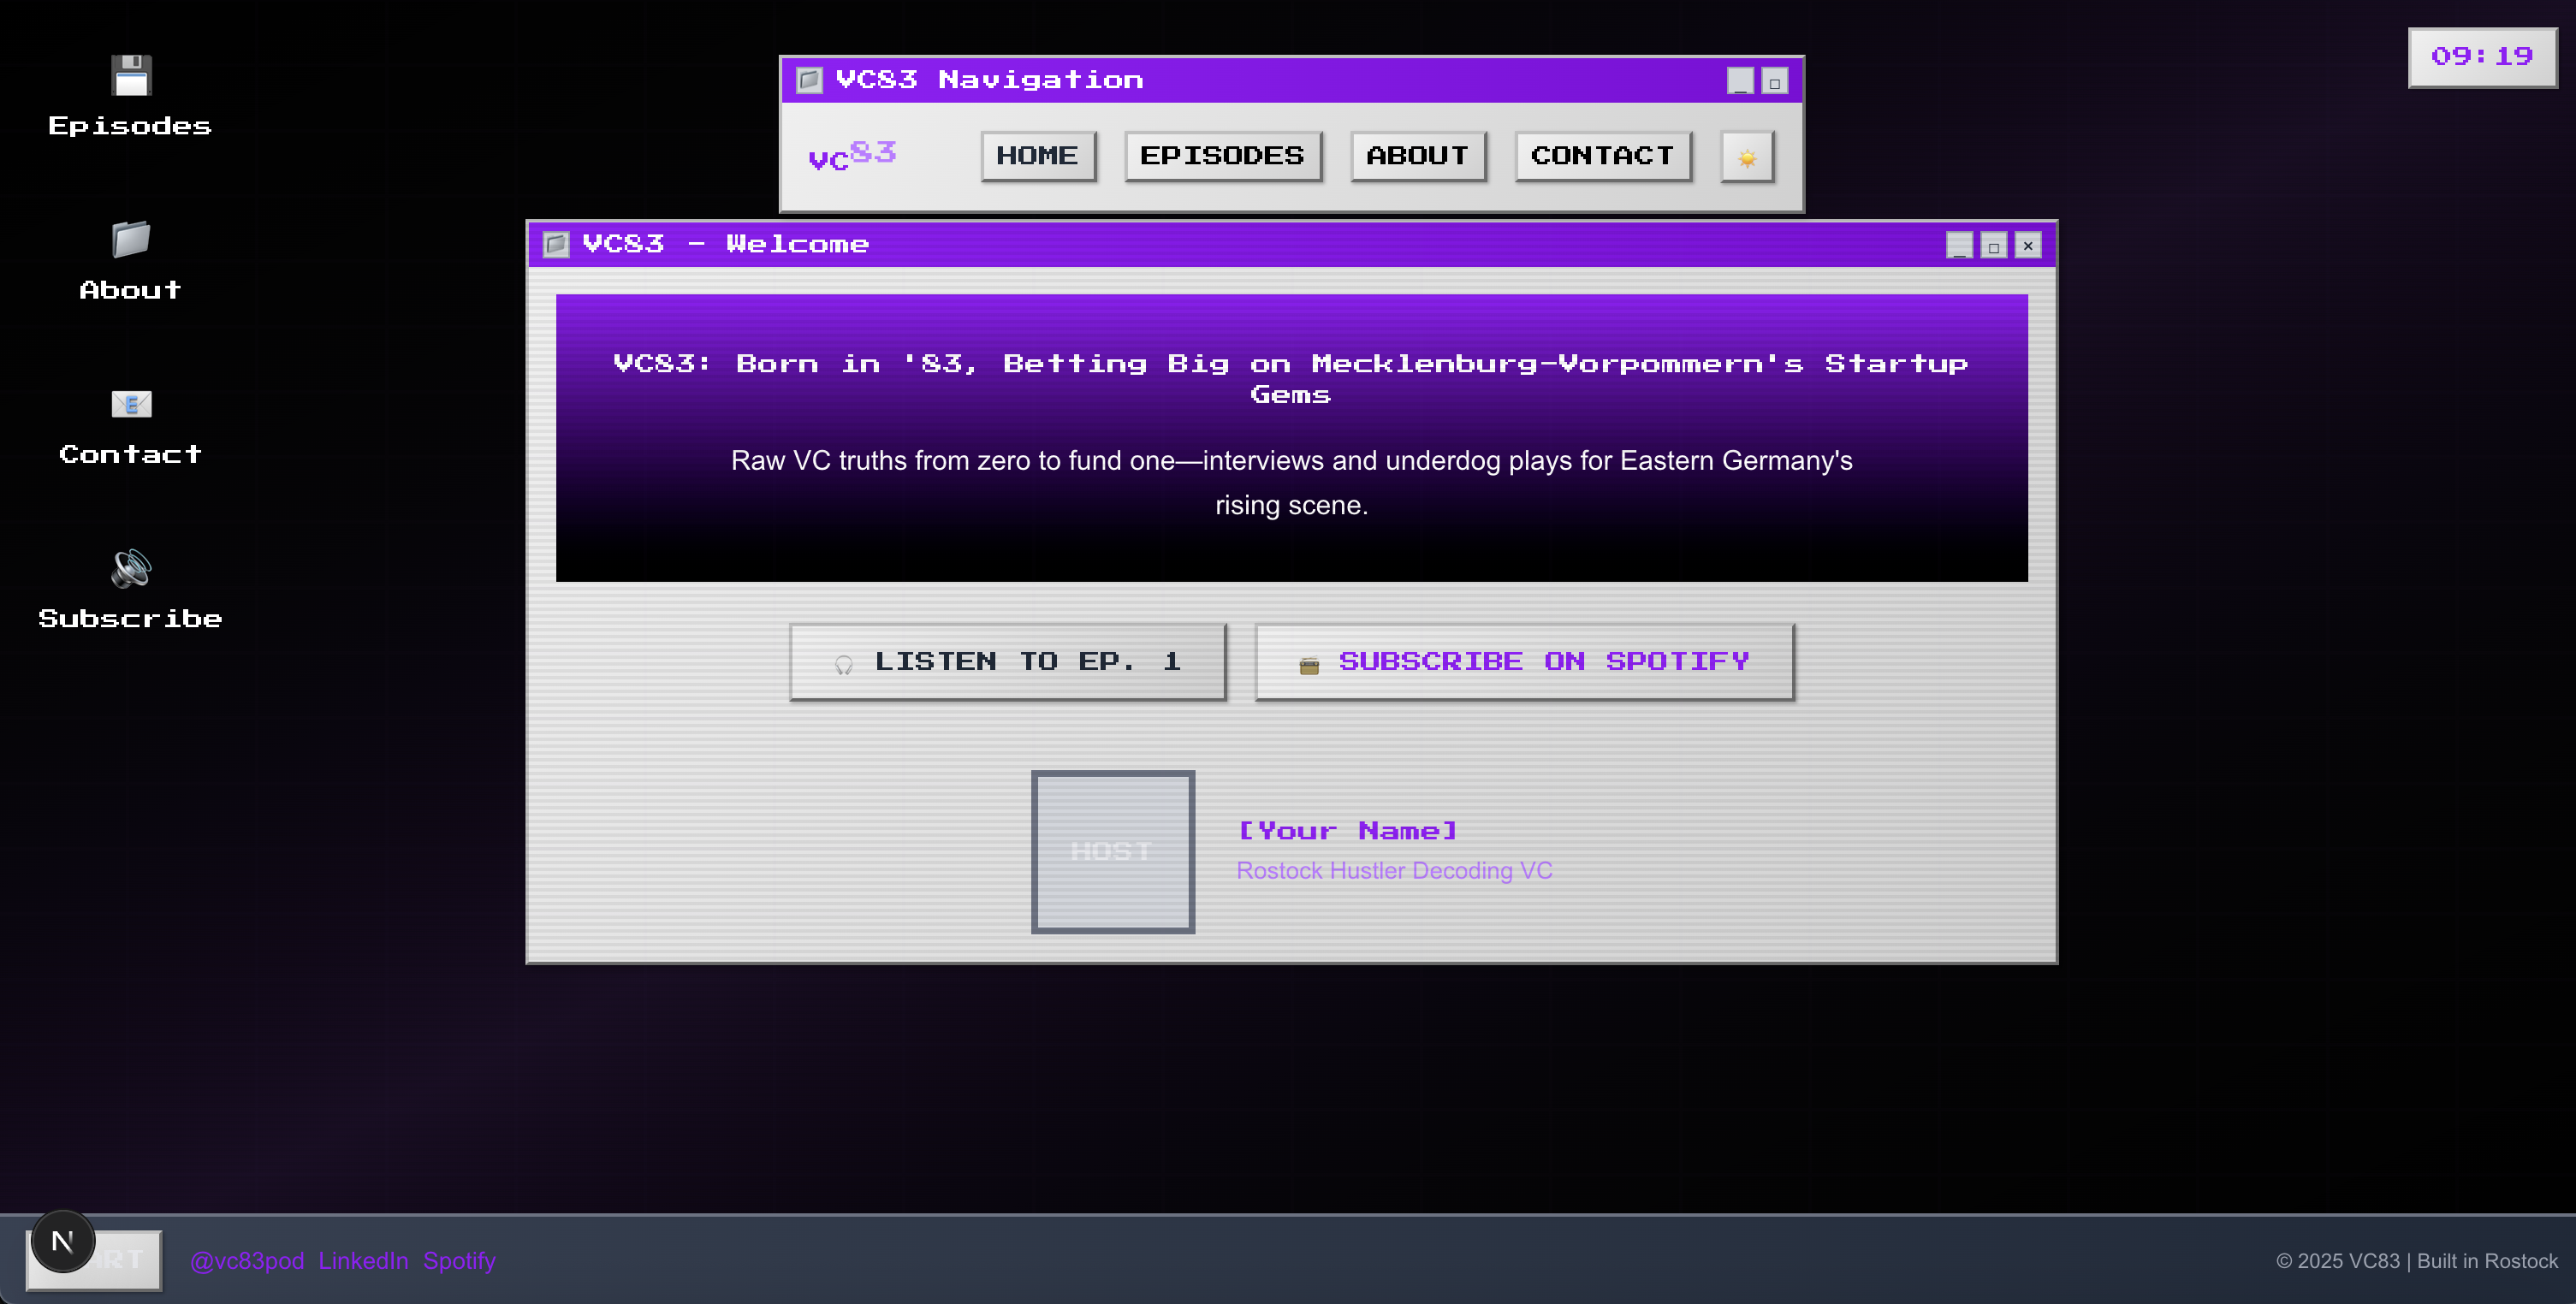 Episodes
About
Contact
Subscribe
VC83 Navigation
VC83
HOME
EPISODES
ABOUT
CONTACT
09:19
VC83 - Welcome
VC83: Born in '83, Betting Big on Mecklenburg-Vorpommern's Startup
Gems
Raw VC truths from zero to fund one—interviews and underdog plays for Eastern Germany's
rising scene.
LISTEN TO EP. 1
SUBSCRIBE ON SPOTIFY
HOST
[Your Name]
Rostock Hustler Decoding VC
N
@vc83pod LinkedIn Spotify
© 2025 VC83 | Built in Rostock